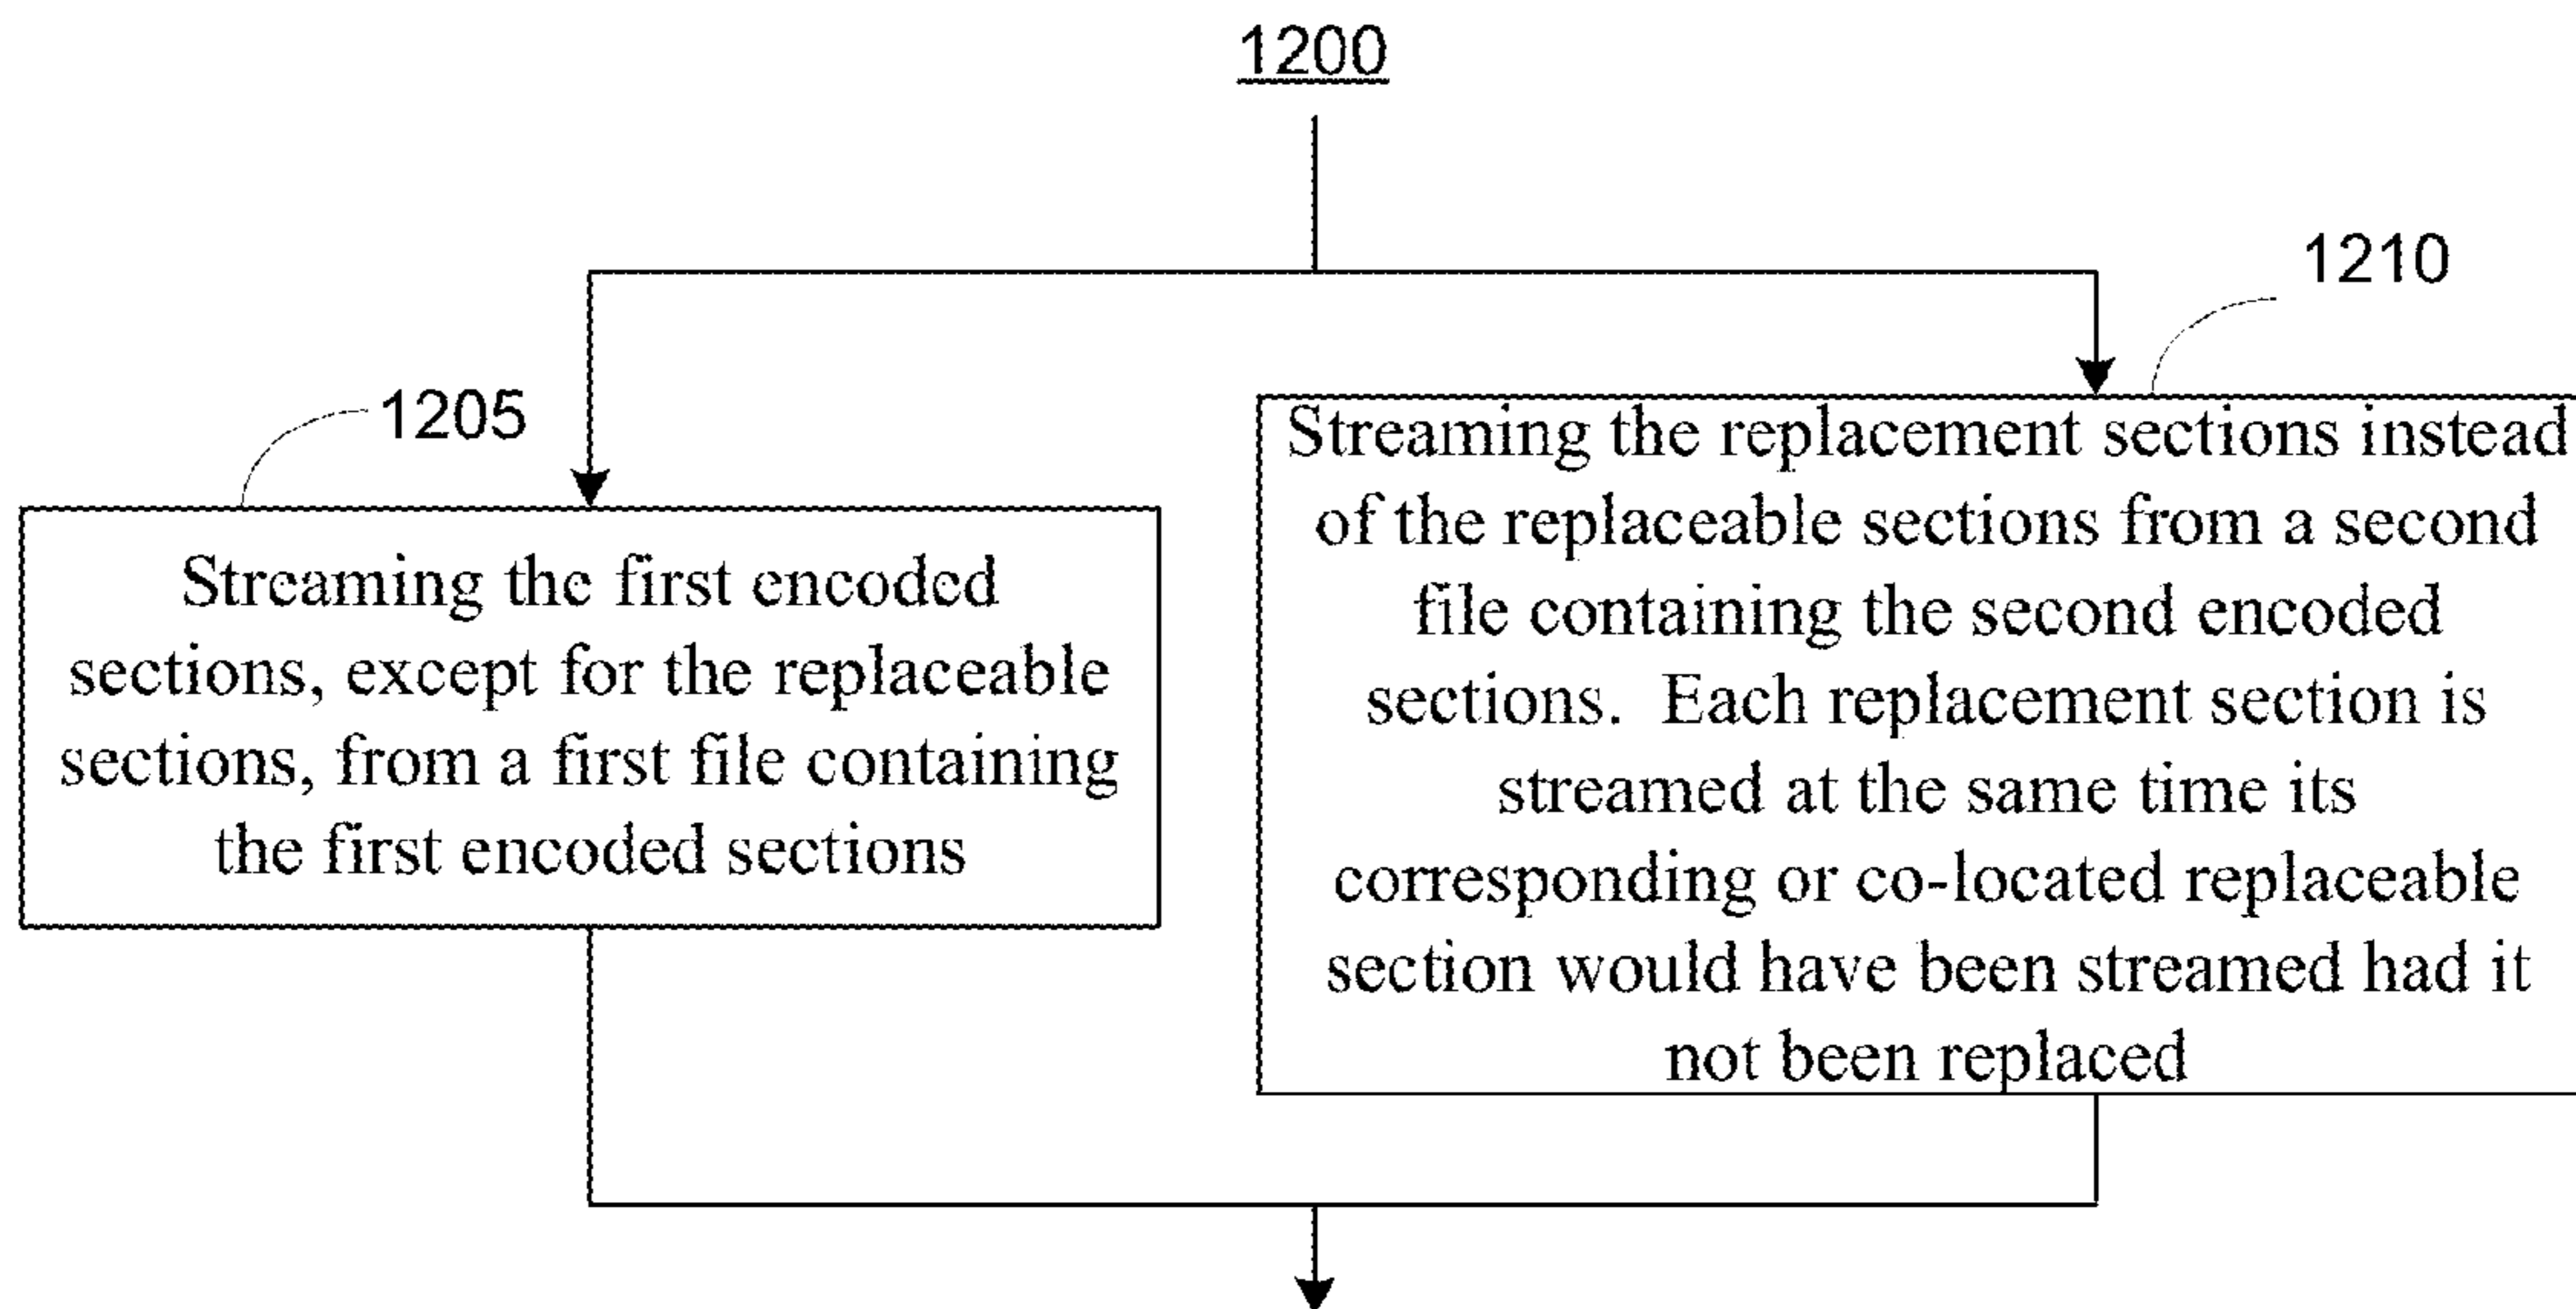 1200
1205
Streaming the first encoded
sections, except for the replaceable
sections, from a first file containing
the first encoded sections
1210
Streaming the replacement sections instead
of the replaceable sections from a second
file containing the second encoded
sections. Each replacement section is
streamed at the same time its
corresponding or co-located replaceable
section would have been streamed had it
not been replaced